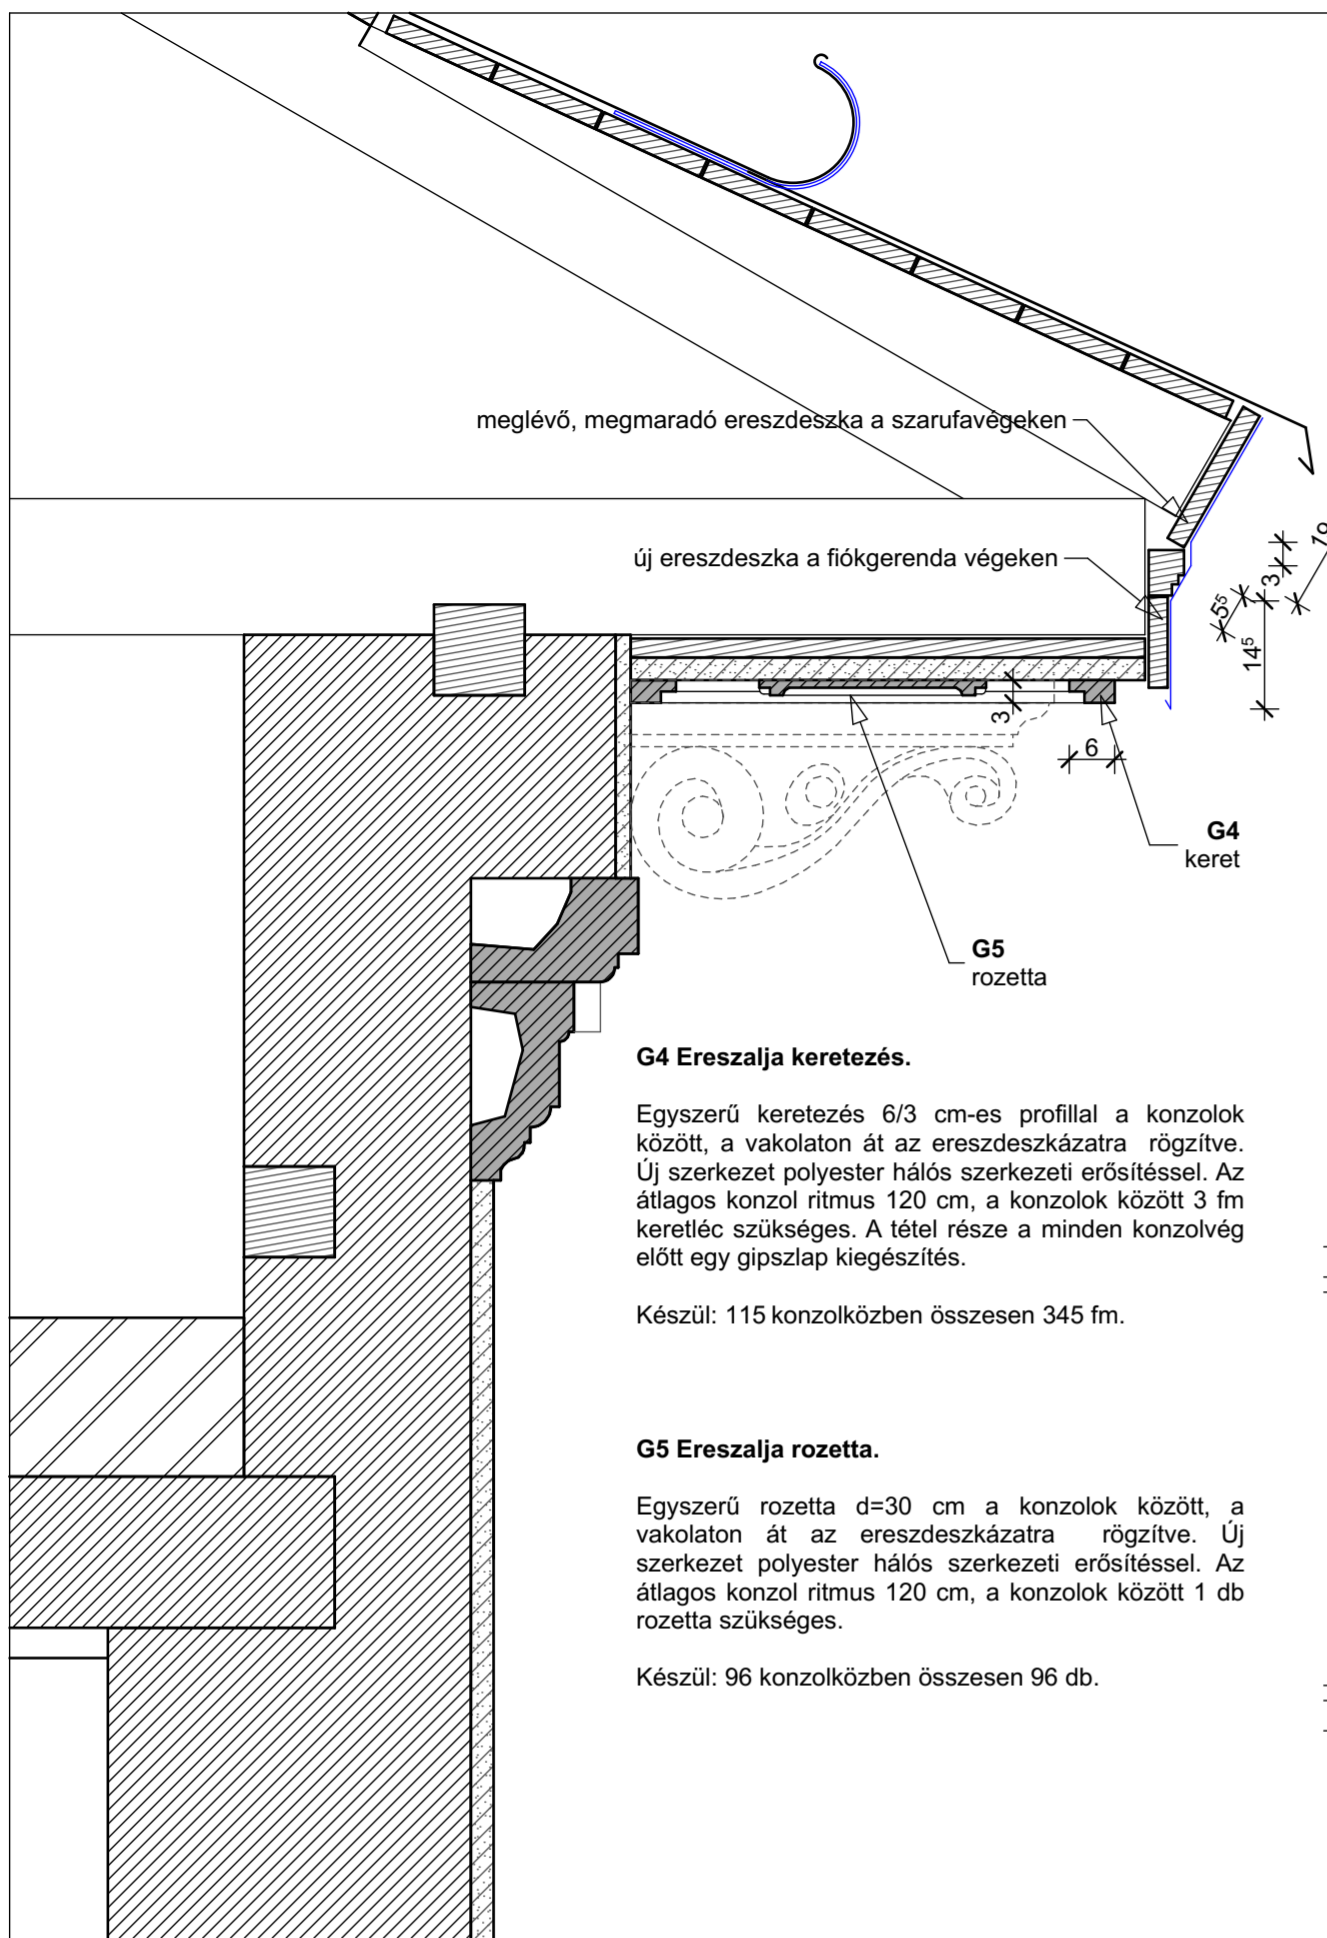 meglévő, megmaradó ereszdeszka a szarufavégeken
új ereszdeszka a fiókgerenda végeken
19
3
5⁵
14⁵
3
6
G4
keret
G5
rozetta
G4 Ereszalja keretezés.
Egyszerű keretezés 6/3 cm-es profillal a konzolok
között, a vakolaton át az ereszdeszkázatra rögzítve.
Új szerkezet polyester hálós szerkezeti erősítéssel. Az
átlagos konzol ritmus 120 cm, a konzolok között 3 fm
keretléc szükséges. A tétel része a minden konzolvég
előtt egy gipszlap kiegészítés.
Készül: 115 konzolközben összesen 345 fm.
G5 Ereszalja rozetta.
Egyszerű rozetta d=30 cm a konzolok között, a
vakolaton át az ereszdeszkázatra rögzítve. Új
szerkezet polyester hálós szerkezeti erősítéssel. Az
átlagos konzol ritmus 120 cm, a konzolok között 1 db
rozetta szükséges.
Készül: 96 konzolközben összesen 96 db.